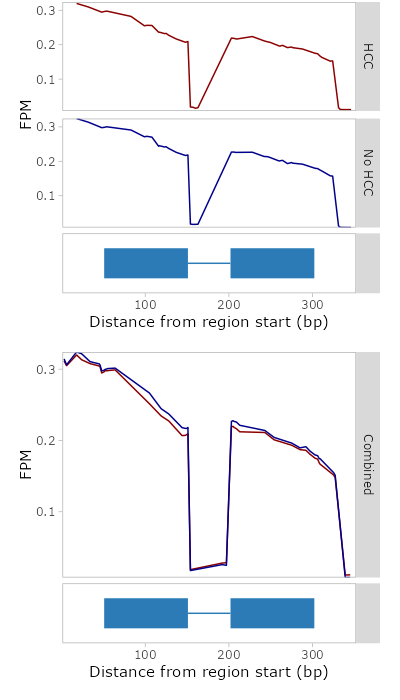 0.3
0.2
0.1
HCC
FPM
0.3
0.2
0.1
No HCC
100
200
300
Distance from region start (bp)
0.3
0.2
0.1
FPM
Combined
100
200
300
Distance from region start (bp)